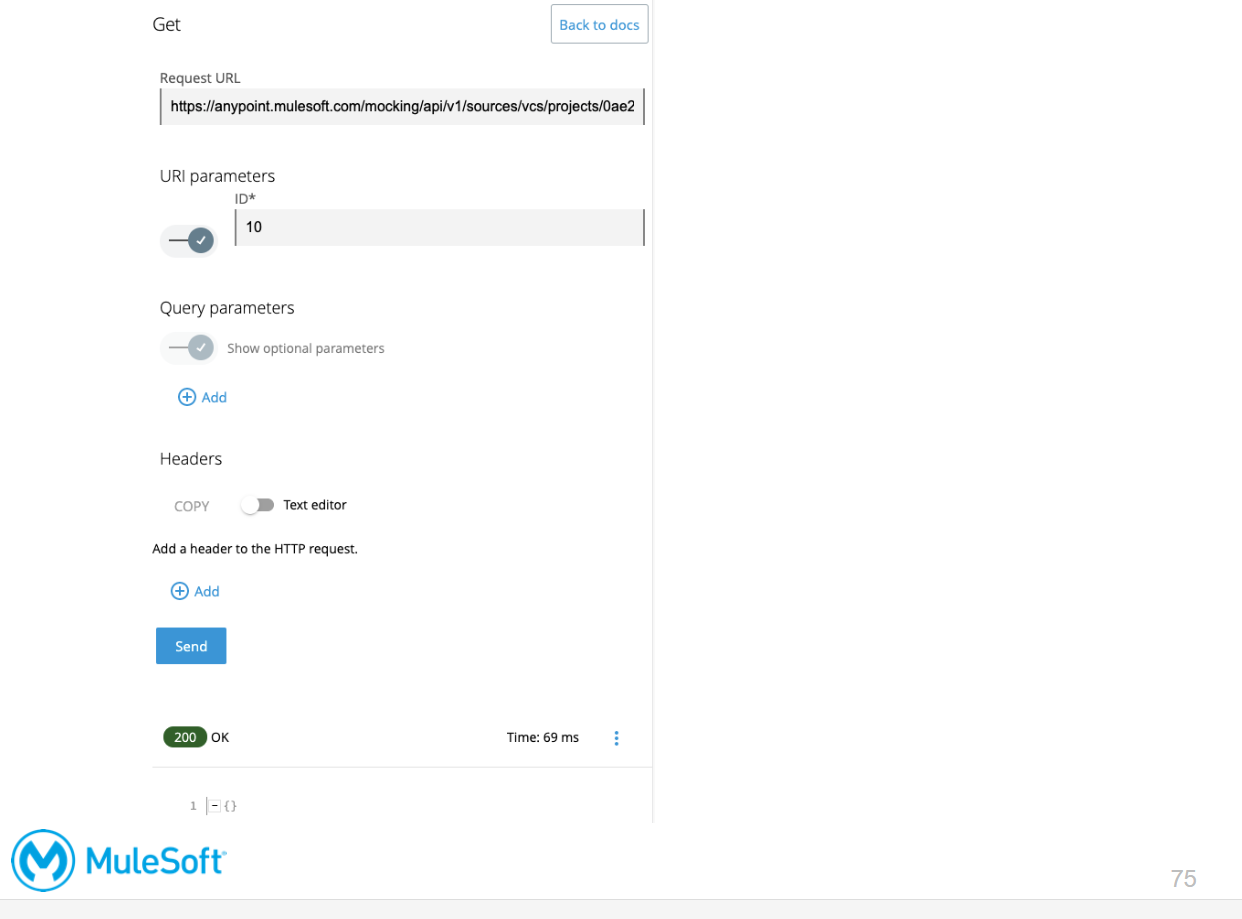 Get
Back to docs
Request URL
https://anypoint.mulesoft.com/mocking/api/v1/sources/vcs/projects/0ae2
URI parameters
ID*
10
Query parameters
Show optional parameters
Add
Headers
COPY
Text editor
Add a header to the HTTP request.
Add
Send
200 OK
Time: 69 ms
1 {}
MuleSoft
75